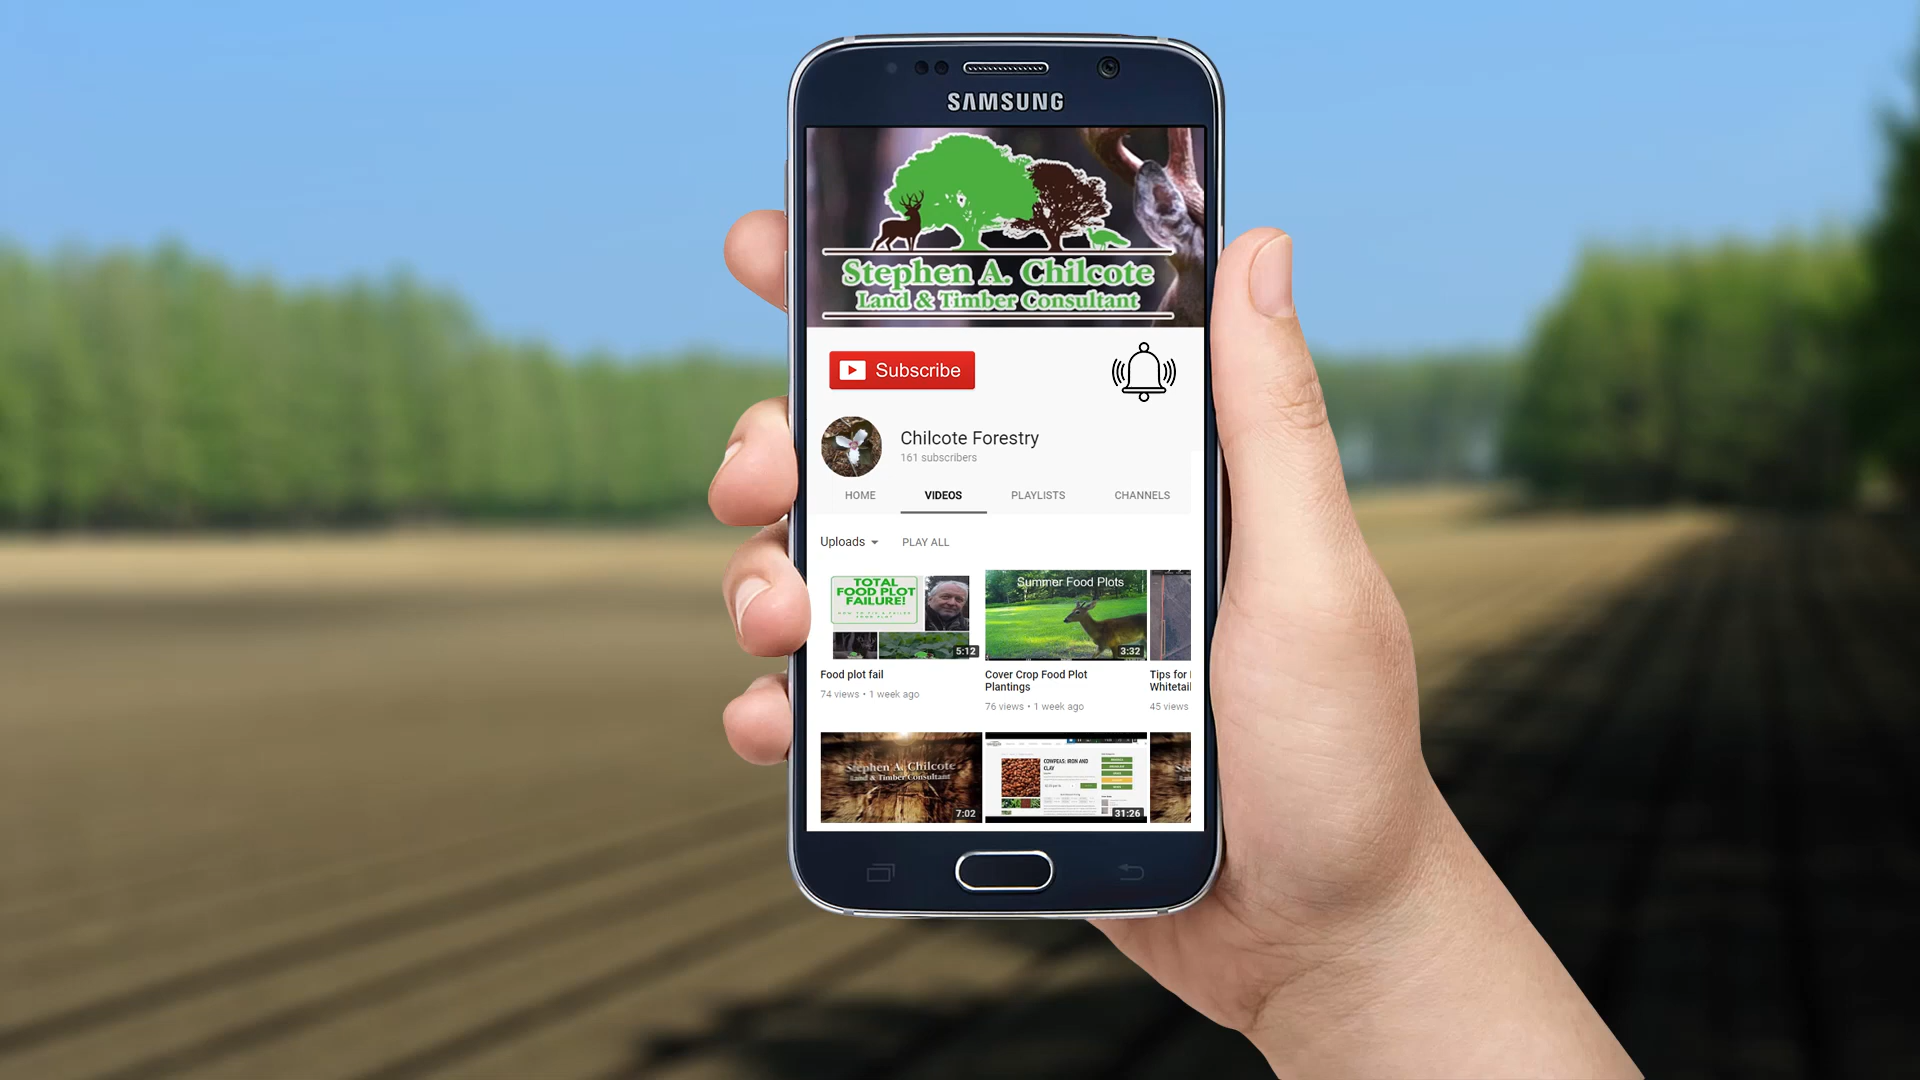 SAMSUNG
Stephen A. Chilcote
Land & Timber Consultant
Subscribe
Chilcote Forestry
161 subscribers
HOME VIDEOS PLAYLISTS CHANNELS
Uploads PLAY ALL
TOTAL
FOOD PLOT
FAILURE!
5:12
Summer Food Plots
3:32
Food plot fail
74 views • 1 week ago
Cover Crop Food Plot
Plantings
76 views • 1 week ago
Tips for
Whitetail
45 views
Stephen A. Chilcote
Land & Timber Consultant
7:02
COWPEAS: IRON AND
CLAY
31:26